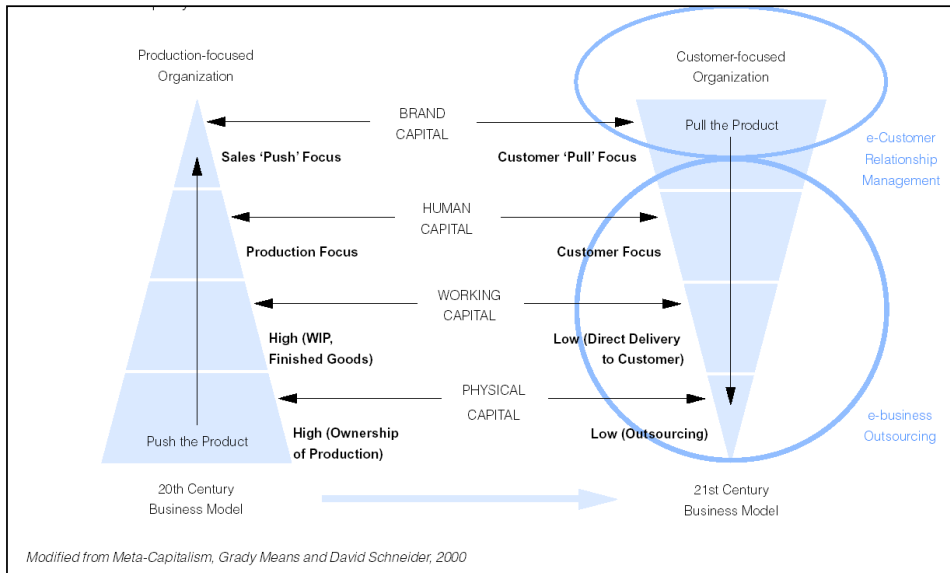 Production-focused
Organization
Customer-focused
Organization
BRAND
CAPITAL
Pull the Product
Sales ‘Push’ Focus
Customer ‘Pull’ Focus
e-Customer
Relationship
Management
HUMAN
CAPITAL
Production Focus
Customer Focus
WORKING
CAPITAL
High (WIP,
Finished Goods)
Low (Direct Delivery
to Customer)
PHYSICAL
CAPITAL
Push the Product
High (Ownership
of Production)
Low (Outsourcing)
e-business
Outsourcing
20th Century
Business Model
21st Century
Business Model
Modified from Meta-Capitalism, Grady Means and David Schneider, 2000